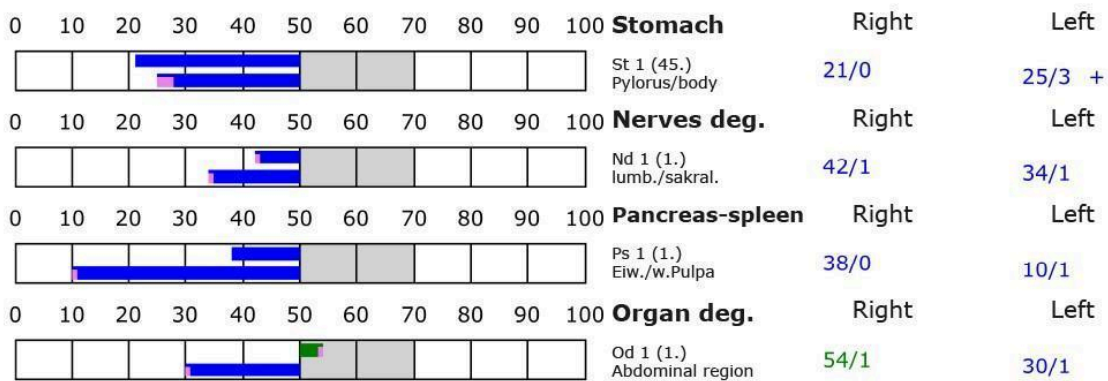 0 10 20 30 40 50 60 70 80 90 100 Stomach Right Left
St 1 (45.) 21/0 25/3 +
Pylorus/body
0 10 20 30 40 50 60 70 80 90 100 Nerves deg. Right Left
Nd 1 (1.) 42/1 34/1
lumb./sakral.
0 10 20 30 40 50 60 70 80 90 100 Pancreas-spleen Right Left
Ps 1 (1.) 38/0 10/1
Eiw./w.Pulpa
0 10 20 30 40 50 60 70 80 90 100 Organ deg. Right Left
Od 1 (1.) 54/1 30/1
Abdominal region